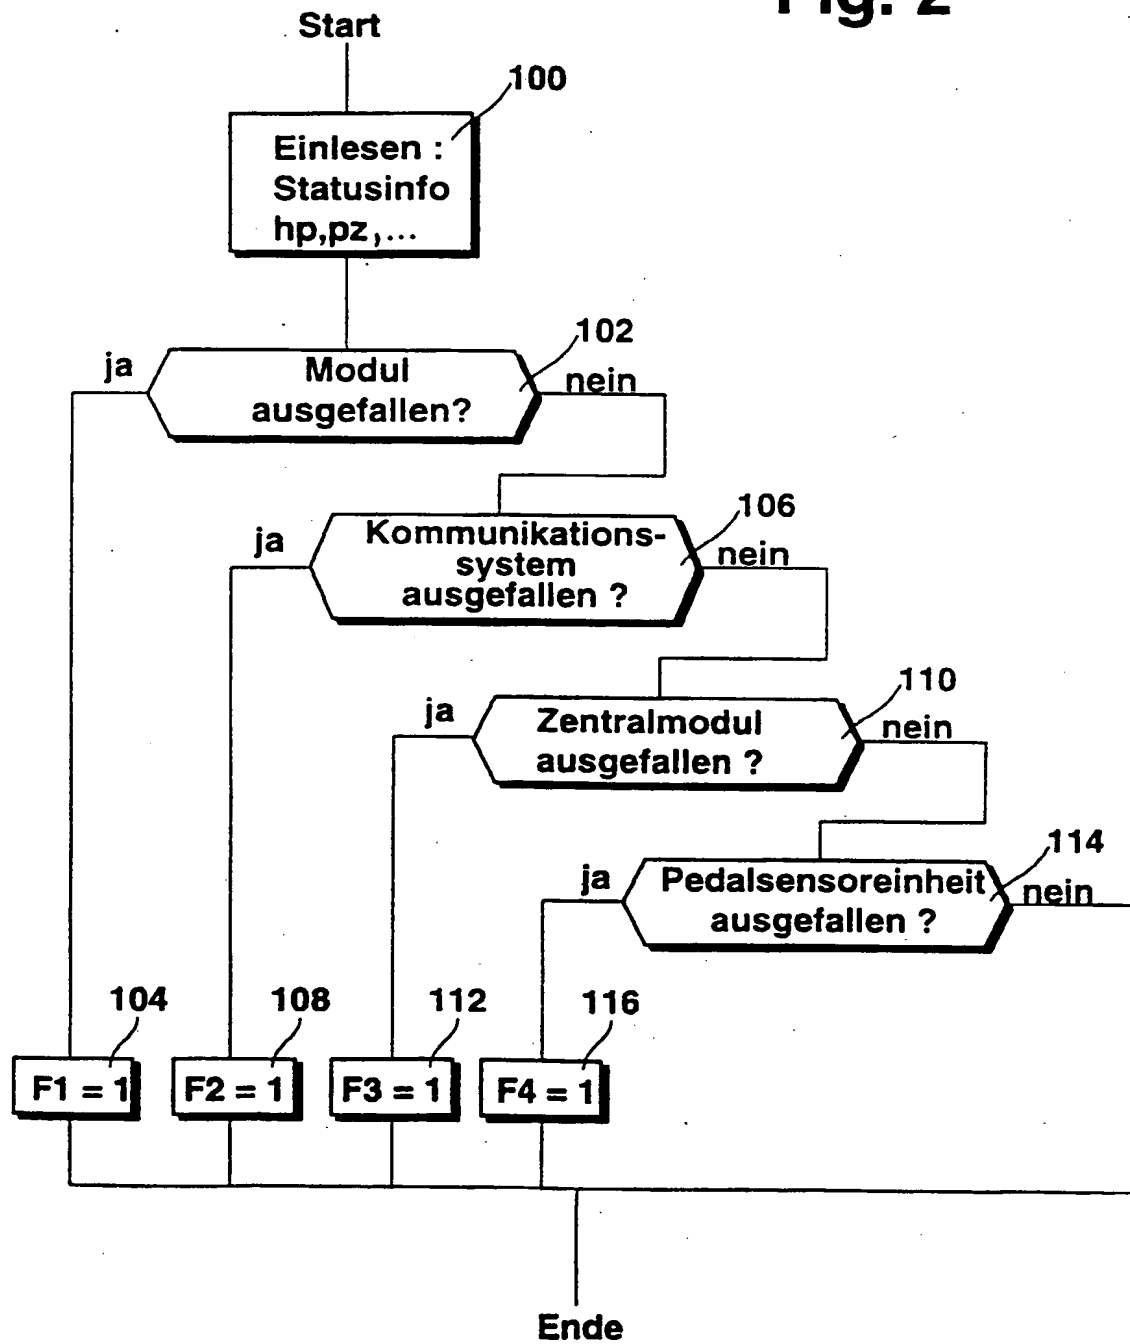 Fig. 2
Start
100
Einlesen :
Statusinfo
hp,pz,...
102
ja
Modul
ausgefallen?
nein
106
ja
Kommunikations-
system
ausgefallen ?
nein
110
ja
Zentralmodul
ausgefallen ?
nein
114
ja
Pedalsensoreinheit
ausgefallen ?
nein
104
108
112
116
F1 = 1
F2 = 1
F3 = 1
F4 = 1
Ende